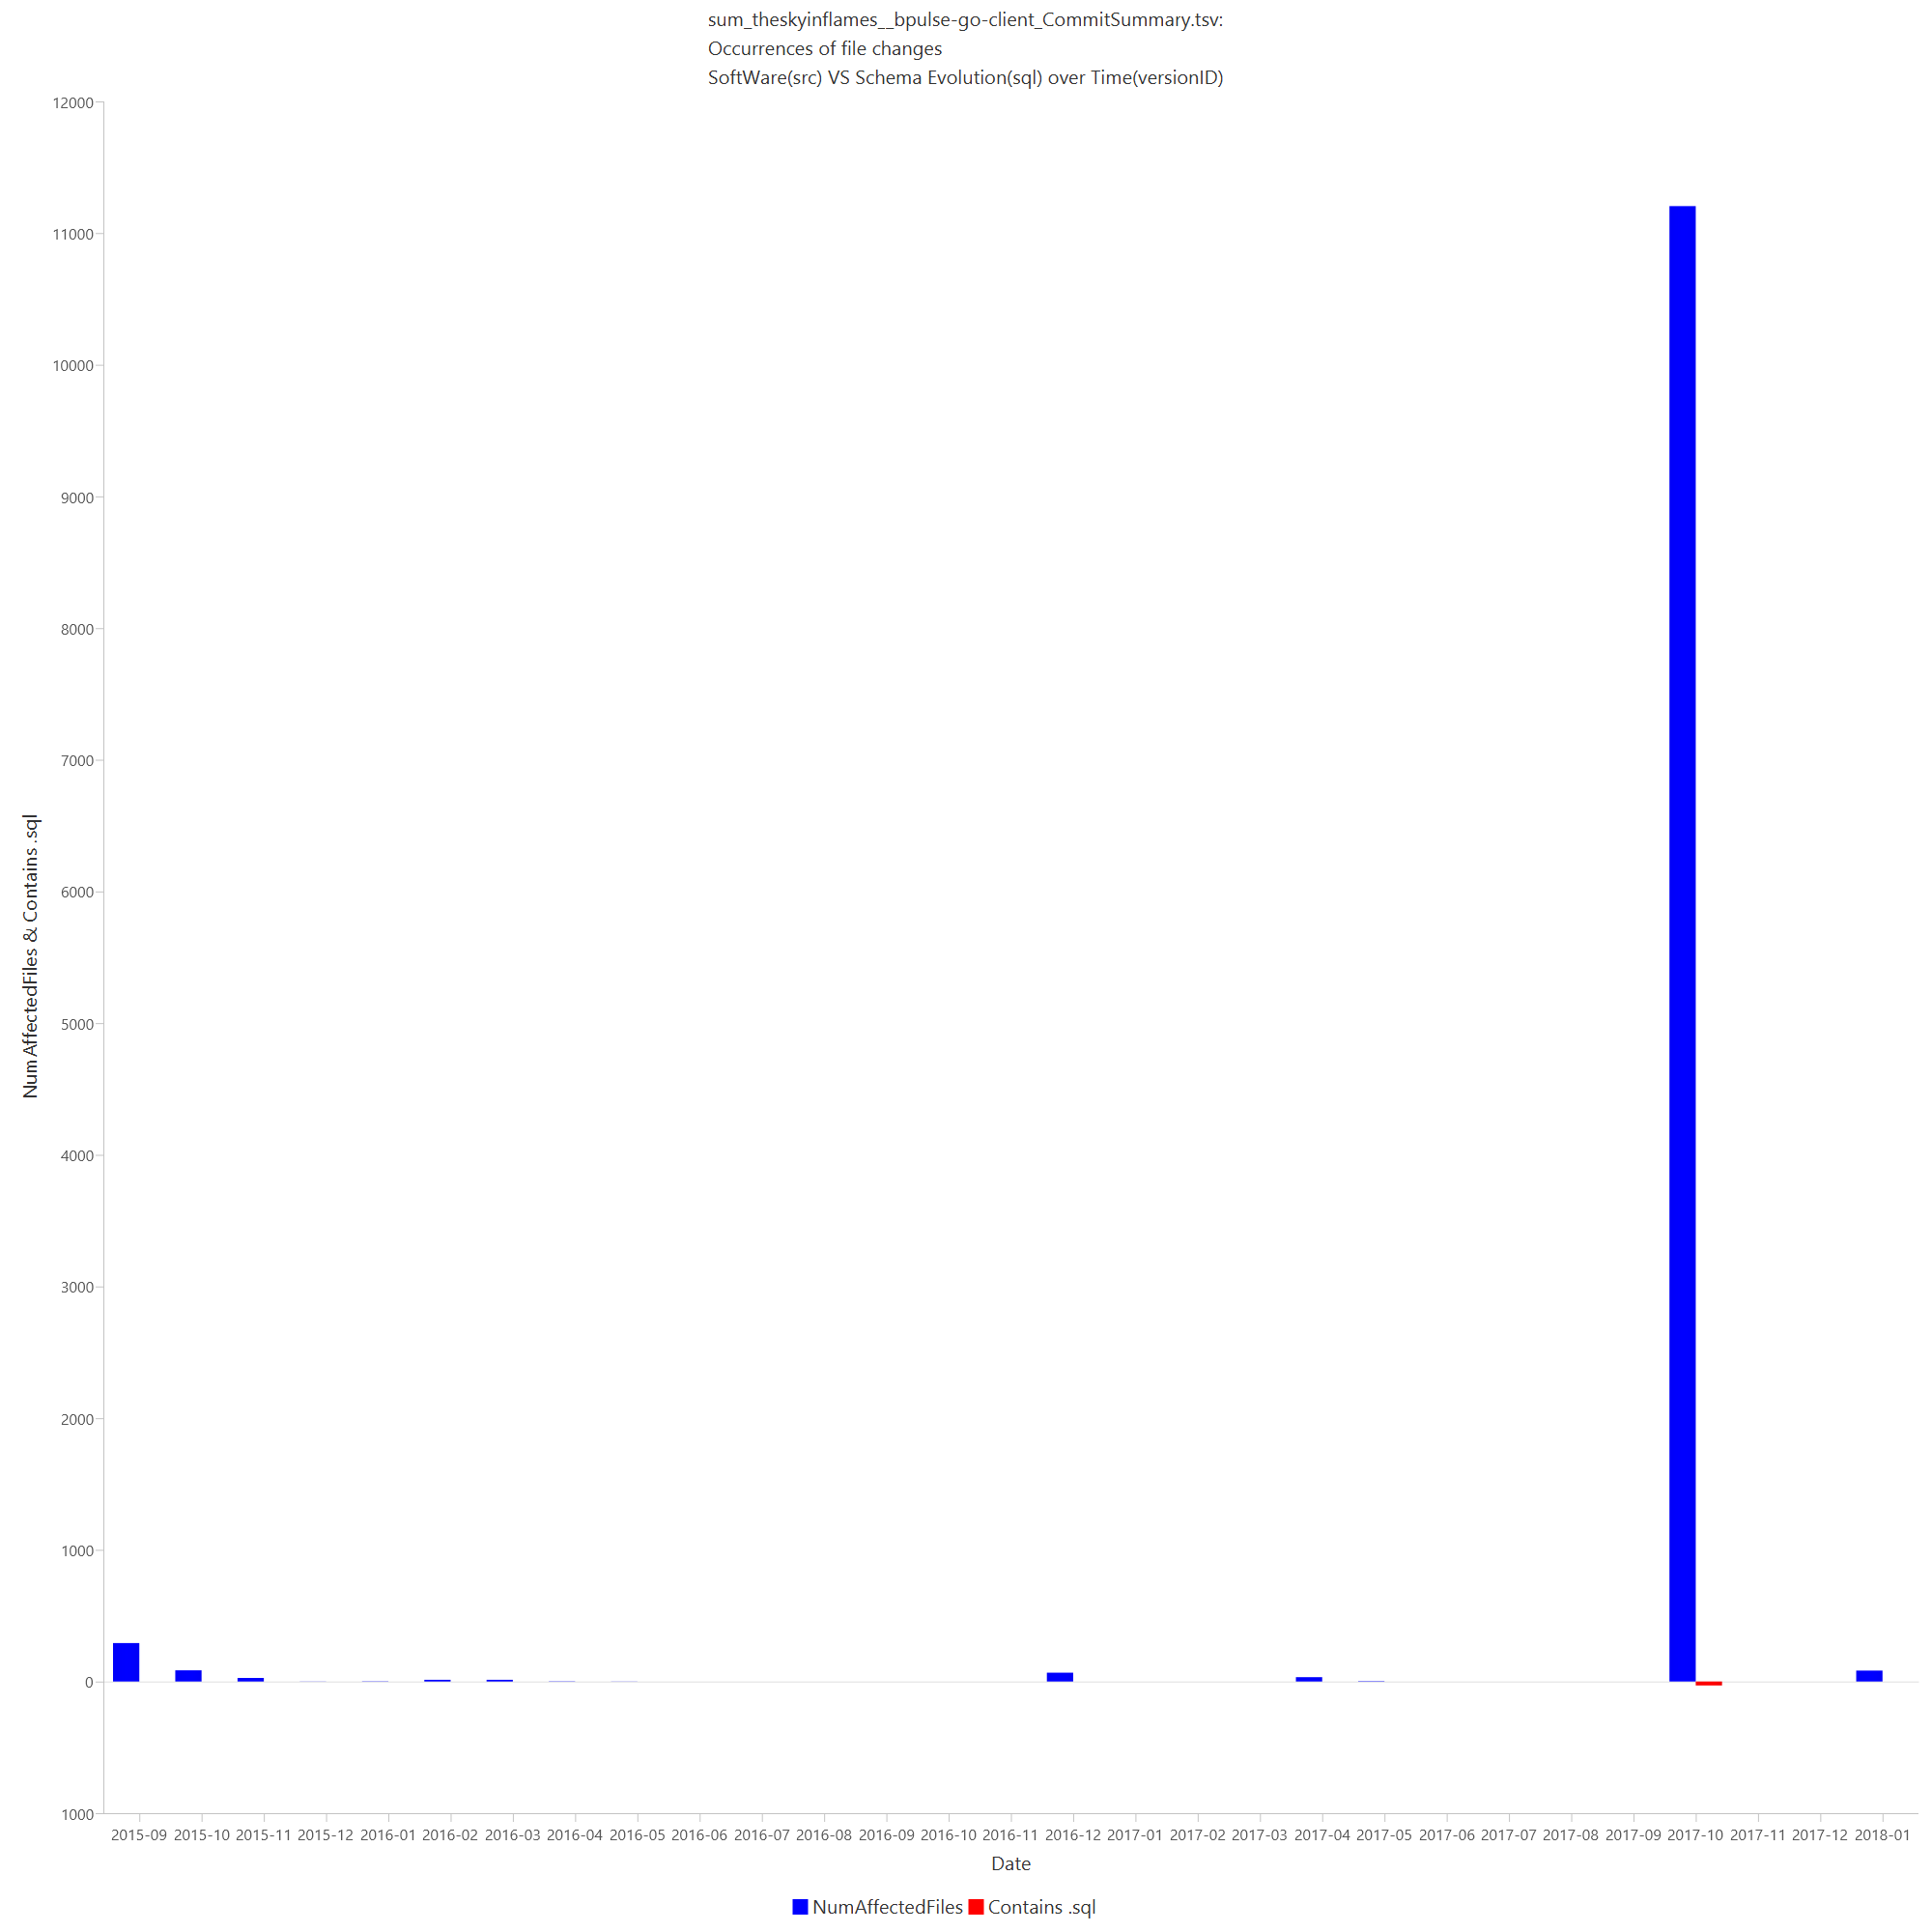 sum_theskyinflames__bpulse-go-client_CommitSummary.tsv:
Occurrences of file changes
SoftWare(src) VS Schema Evolution(sql) over Time(versionID)
12000
11000
10000
9000
8000
7000
6000
5000
4000
3000
2000
1000
0
1000
NumAffectedFiles & Contains .sql
2015-09 2015-10 2015-11 2015-12 2016-01 2016-02 2016-03 2016-04 2016-05 2016-06 2016-07 2016-08 2016-09 2016-10 2016-11 2016-12 2017-01 2017-02 2017-03 2017-04 2017-05 2017-06 2017-07 2017-08 2017-09 2017-10 2017-11 2017-12 2018-01
Date
NumAffectedFiles Contains .sql